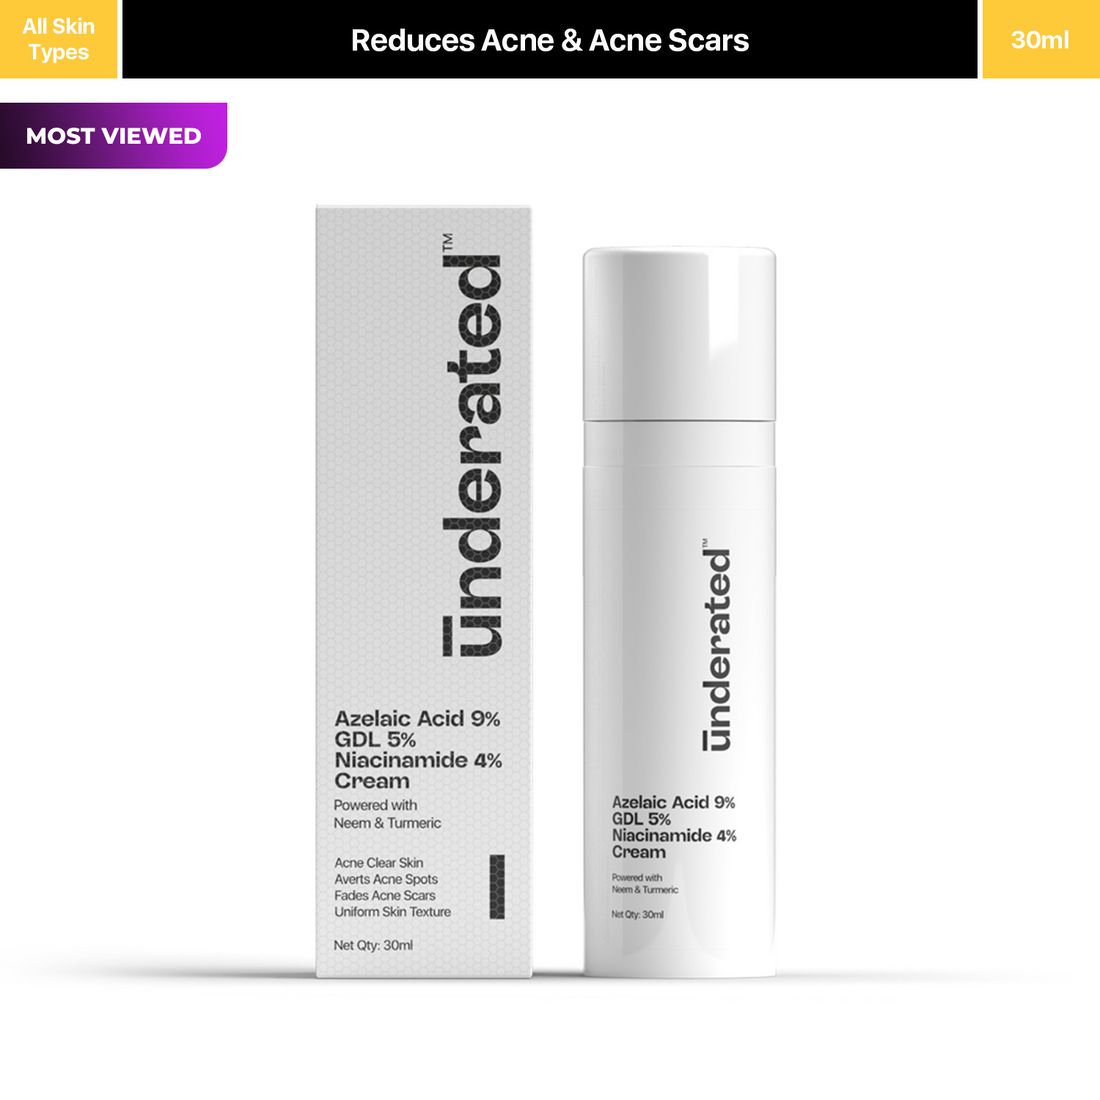 All Skin
Types
Reduces Acne & Acne Scars
30ml
MOST VIEWED
ūnderated™
Azelaic Acid 9%
GDL 5%
Niacinamide 4%
Cream
Powered with
Neem & Turmeric
Acne Clear Skin
Averts Acne Spots
Fades Acne Scars
Uniform Skin Texture
Net Qty: 30ml
ūnderated™
Azelaic Acid 9%
GDL 5%
Niacinamide 4%
Cream
Powered with
Neem & Turmeric
Net Qty: 30ml